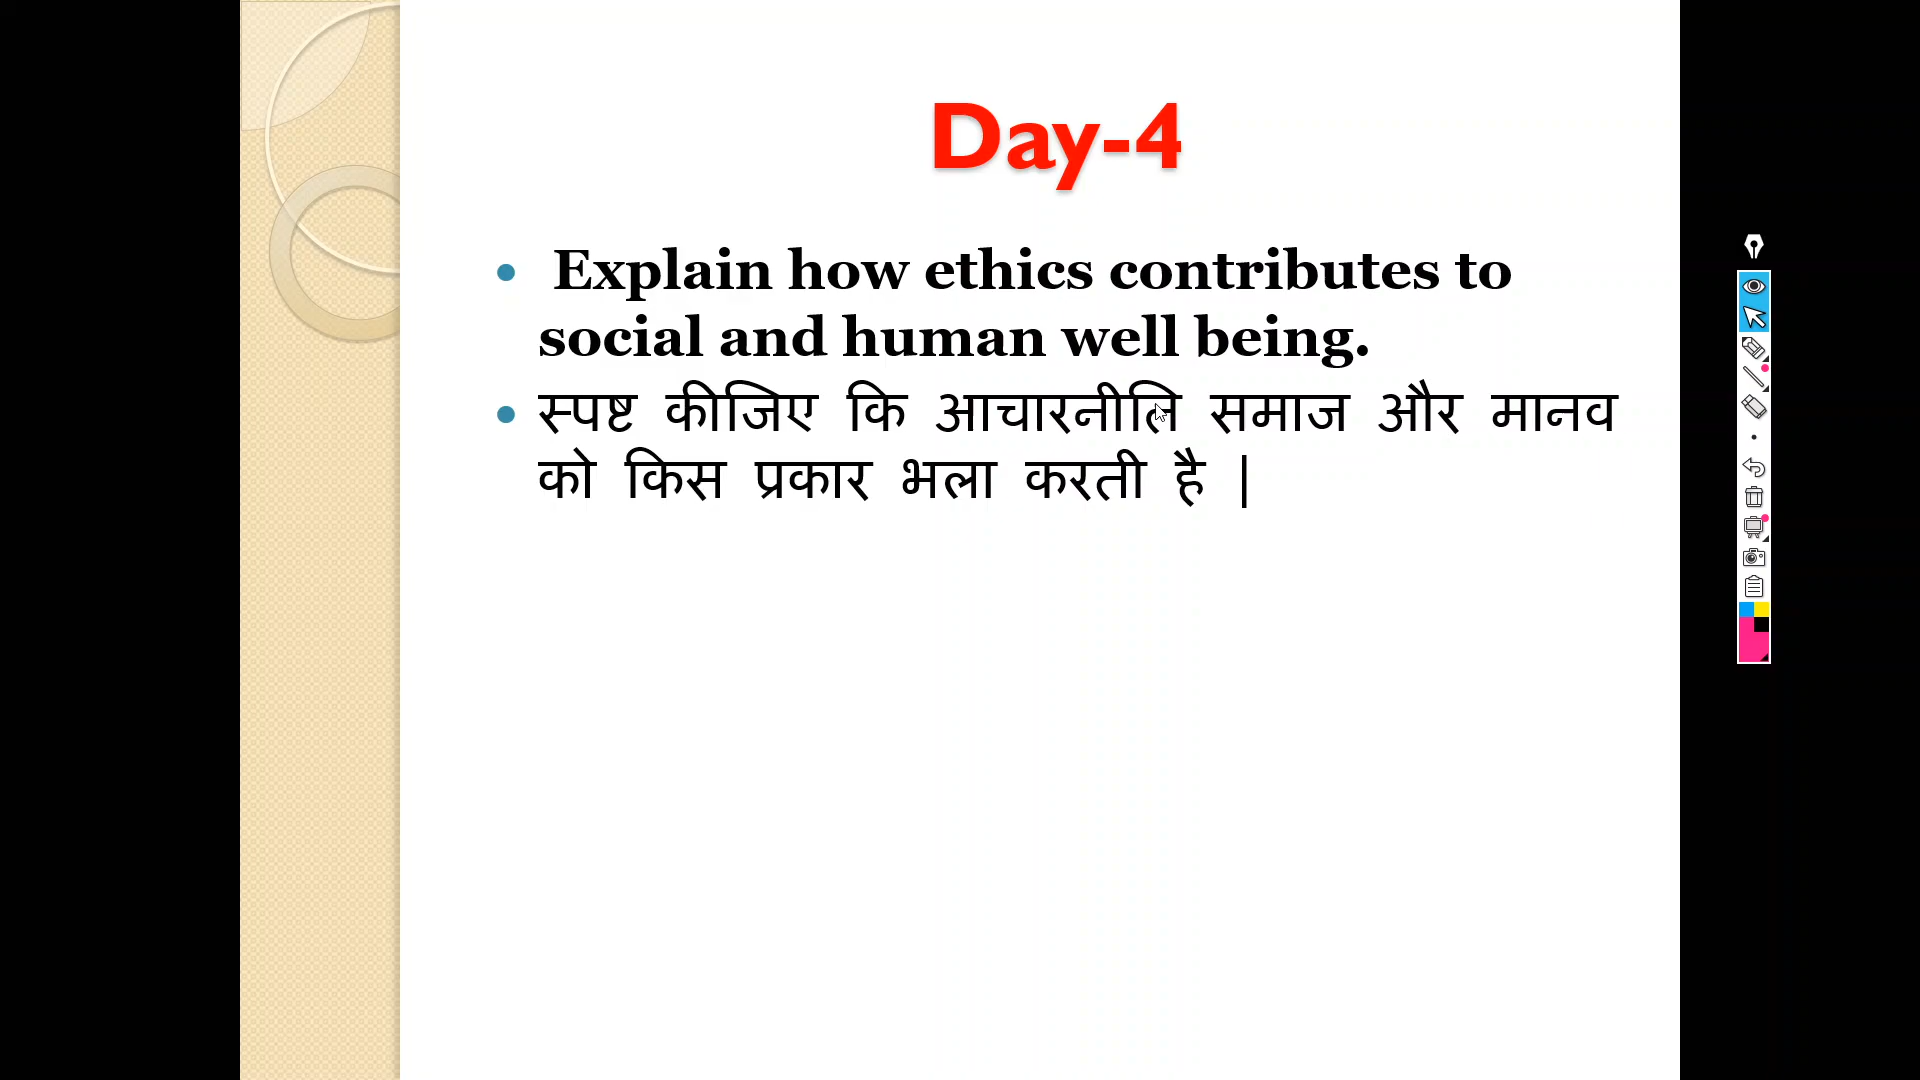 Day-4
• Explain how ethics contributes to
social and human well being.
• स्पष्ट कीजिए कि आचारनीति समाज और मानव
को किस प्रकार भला करती है |